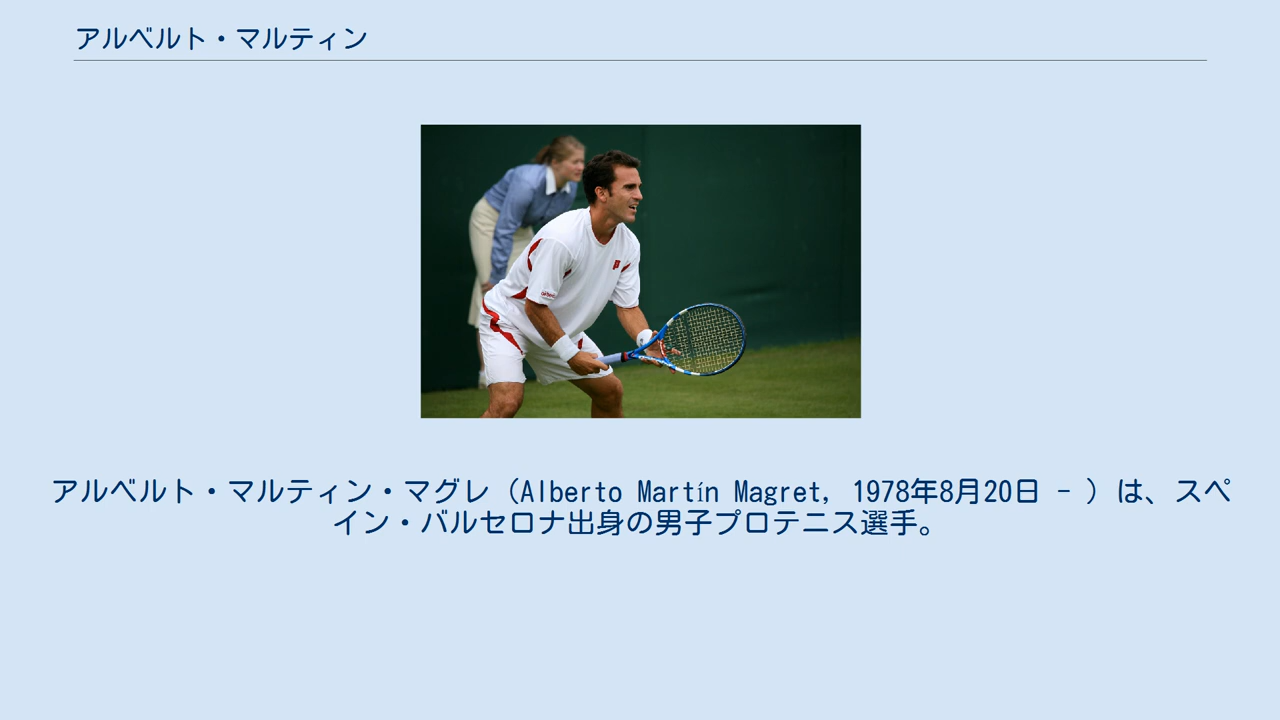 アルベルト・マルティン
アルベルト・マルティン・マグレ（Alberto Martín Magret, 1978年8月20日 - ）は、スペ
イン・バルセロナ出身の男子プロテニス選手。